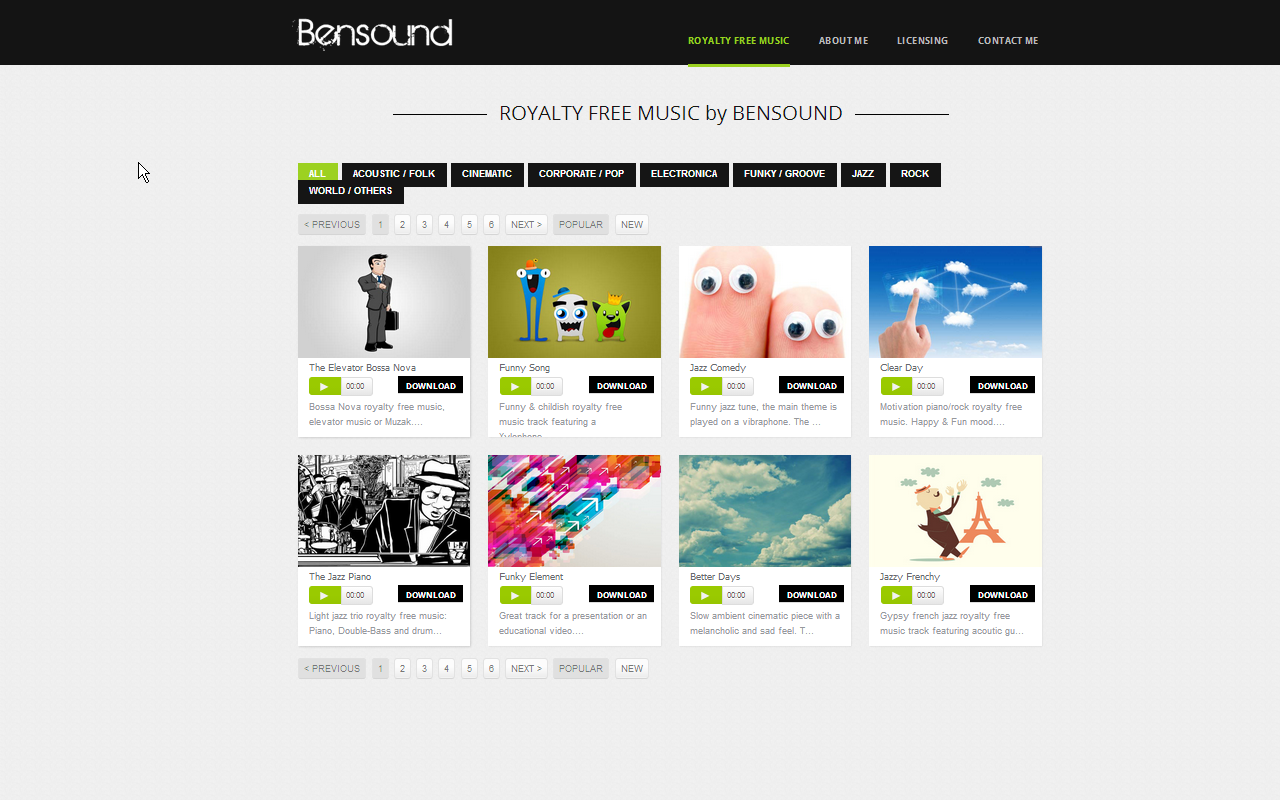 Bensound
ROYALTY FREE MUSIC ABOUT ME LICENSING CONTACT ME
ROYALTY FREE MUSIC by BENSOUND
ALL ACOUSTIC / FOLK CINEMATIC CORPORATE / POP ELECTRONICA FUNKY / GROOVE JAZZ ROCK
WORLD / OTHERS
< PREVIOUS 1 2 3 4 5 6 NEXT > POPULAR NEW
The Elevator Bossa Nova
00:00 DOWNLOAD
Bossa Nova royalty free music,
elevator music or Muzak....
Funny Song
00:00 DOWNLOAD
Funny & childish royalty free
music track featuring a
Xylophone
Jazz Comedy
00:00 DOWNLOAD
Funny jazz tune, the main theme is
played on a vibraphone. The ...
Clear Day
00:00 DOWNLOAD
Motivation piano/rock royalty free
music. Happy & Fun mood....
The Jazz Piano
00:00 DOWNLOAD
Light jazz trio royalty free music:
Piano, Double-Bass and drum...
Funky Element
00:00 DOWNLOAD
Great track for a presentation or an
educational video....
Better Days
00:00 DOWNLOAD
Slow ambient cinematic piece with a
melancholic and sad feel. T...
Jazzy Frenchy
00:00 DOWNLOAD
Gypsy french jazz royalty free
music track featuring acoutic gu...
< PREVIOUS 1 2 3 4 5 6 NEXT > POPULAR NEW